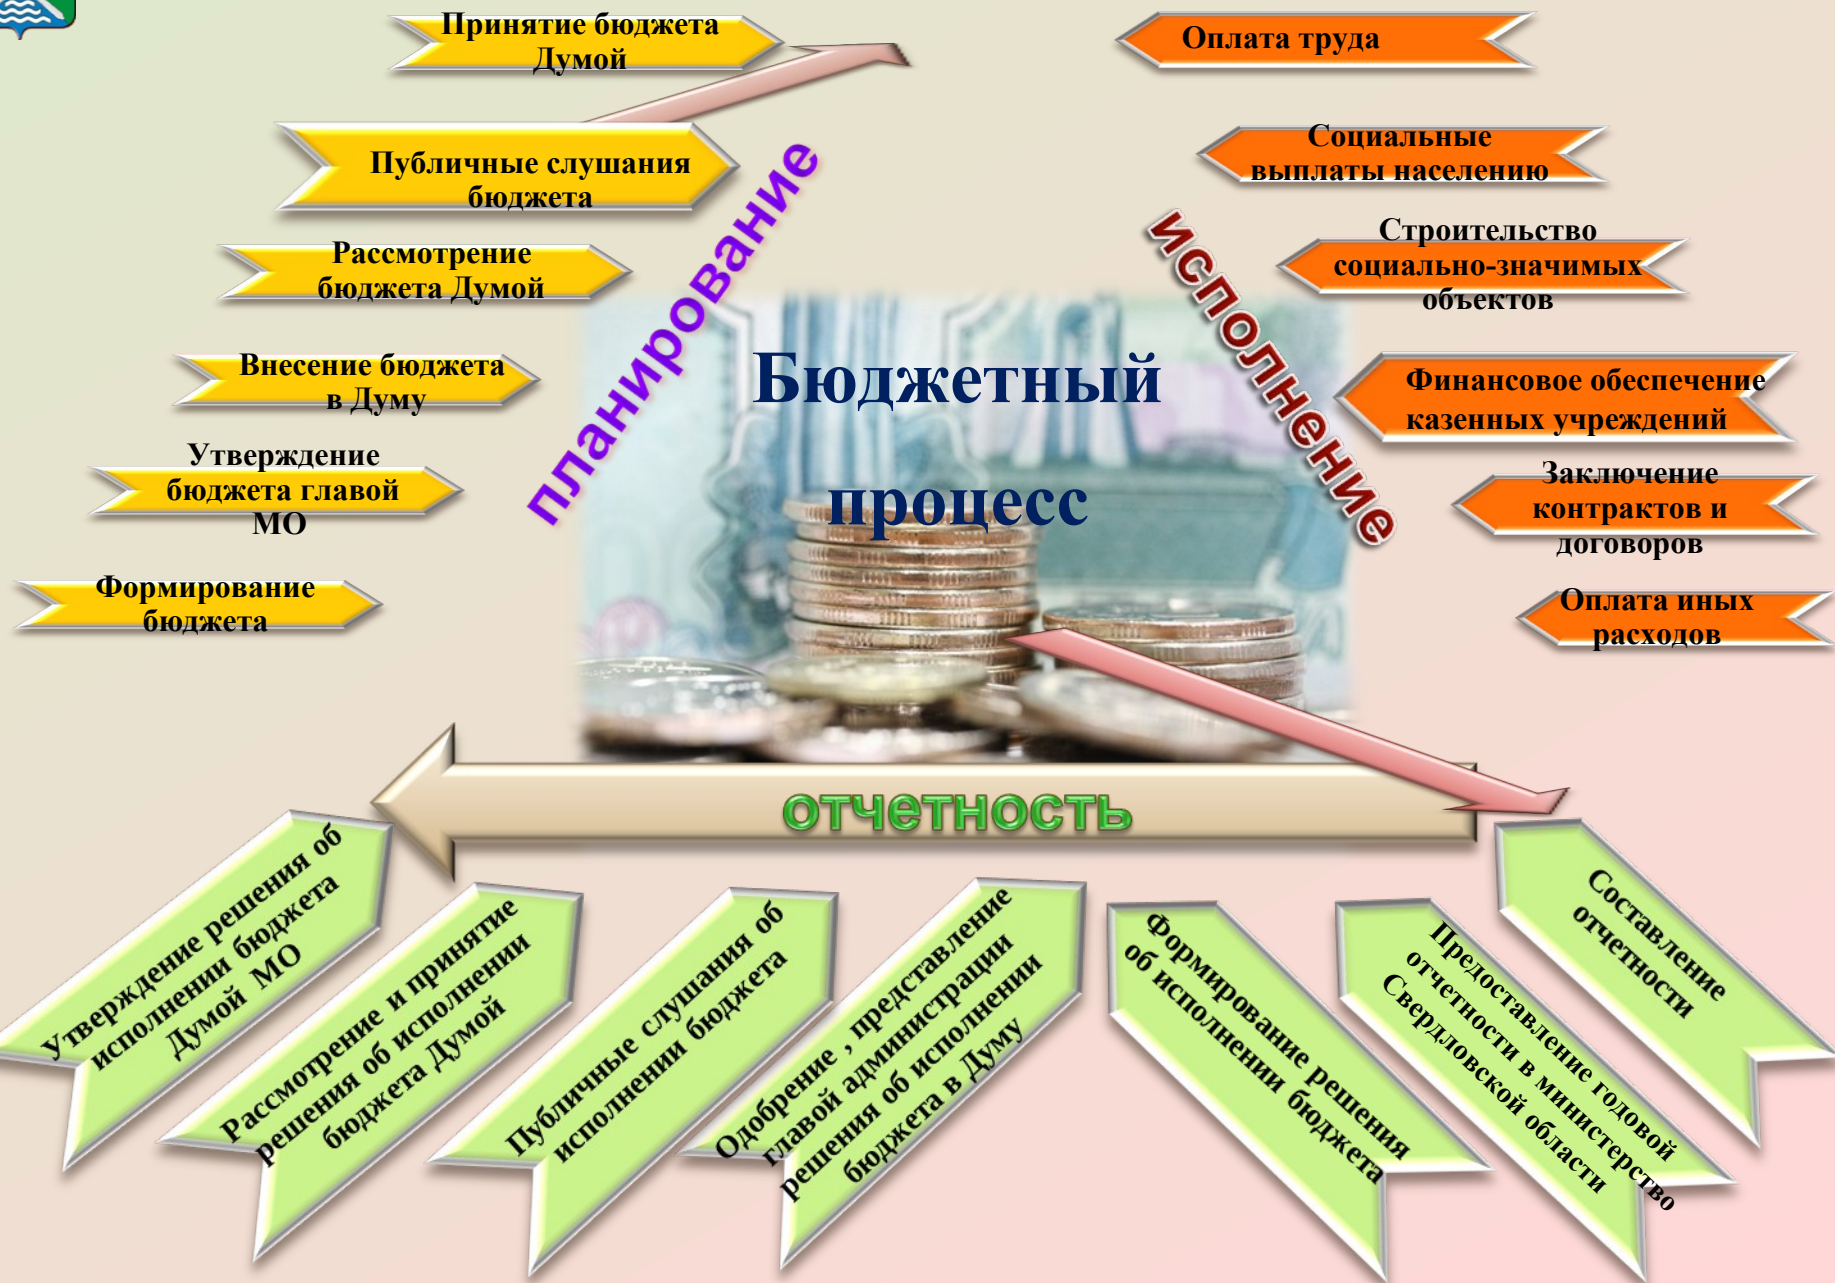 Принятие бюджета
Думой
Публичные слушания
бюджета
Рассмотрение
бюджета Думой
Внесение бюджета
в Думу
Утверждение
бюджета главой
МО
Формирование
бюджета
планирование
Бюджетный
процесс
исполнение
Оплата труда
Социальные
выплаты населению
Строительство
социально-значимых
объектов
Финансовое обеспечение
казенных учреждений
Заключение
контрактов и
договоров
Оплата иных
расходов
отчетность
Утверждение решения об
исполнении бюджета
Думой МО
Рассмотрение и принятие
решения об исполнении
бюджета Думой
Публичные слушания об
исполнении бюджета
Одобрение , представление
главой администрации
решения об исполнении
бюджета в Думу
Формирование решения
об исполнении бюджета
Предоставление годовой
отчетности в министерство
Свердловской области
Составление
отчетности